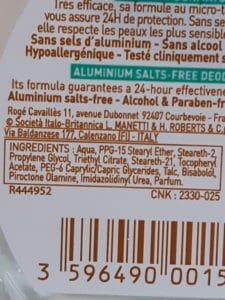 Très efficace, sa formule au micro-t
vous assure 24H de protection. Sans se
elle respecte les peaux les plus sensible
Sans sels d'aluminium - Sans alcool
Hypoallergénique - Testé cliniquement s
ALUMINIUM SALTS-FREE DEOD
Its formula guarantees a 24-hour effectivene
Aluminium salts-free - Alcohol & Paraben-fr
Rogé Cavaillès 11, avenue Dubonnet 92407 Courbevoie - Fra
© Società Italo-Britannica L. MANETTI & H. ROBERTS & C.
Via Baldanzese 177, Calenzano (FI) - ITALY
INGREDIENTS : Aqua, PPG-15 Stearyl Ether, Steareth-2
Propylene Glycol, Triethyl Citrate, Steareth-21, Tocophery
Acetate, PEG-6 Caprylic/Capric Glycerides, Talc, Bisabolol,
Piroctone Olamine, Imidazolidinyl Urea, Parfum.
R444952 CNK : 2330-025
3 596490 0015